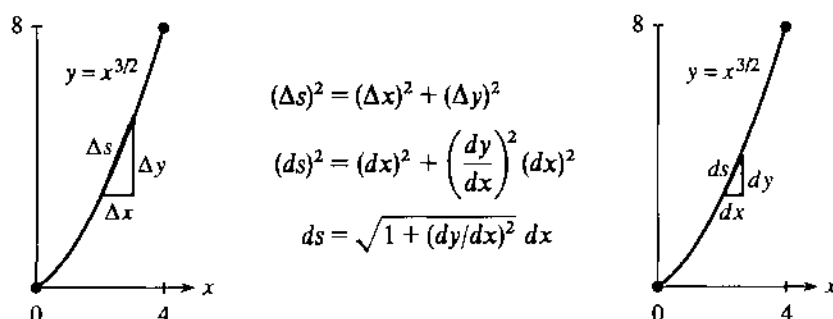 8
y = x^{3/2}
Δs
Δy
Δx
0
4
x
(Δs)² = (Δx)² + (Δy)²
(ds)² = (dx)² + (dy/dx)² (dx)²
ds = √(1 + (dy/dx)²) dx
8
y = x^{3/2}
ds
dy
dx
0
4
x